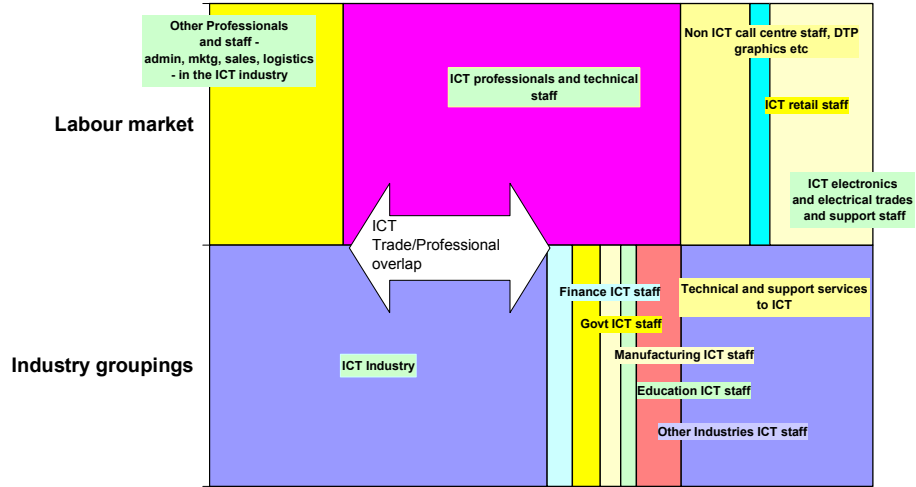 Other Professionals
and staff -
admin, mktg, sales, logistics
- in the ICT industry
ICT professionals and technical
staff
Non ICT call centre staff, DTP
graphics etc
ICT retail staff
Labour market
ICT electronics
and electrical trades
and support staff
ICT
Trade/Professional
overlap
Finance ICT staff
Technical and support services
to ICT
Govt ICT staff
Manufacturing ICT staff
Industry groupings
ICT Industry
Education ICT staff
Other Industries ICT staff